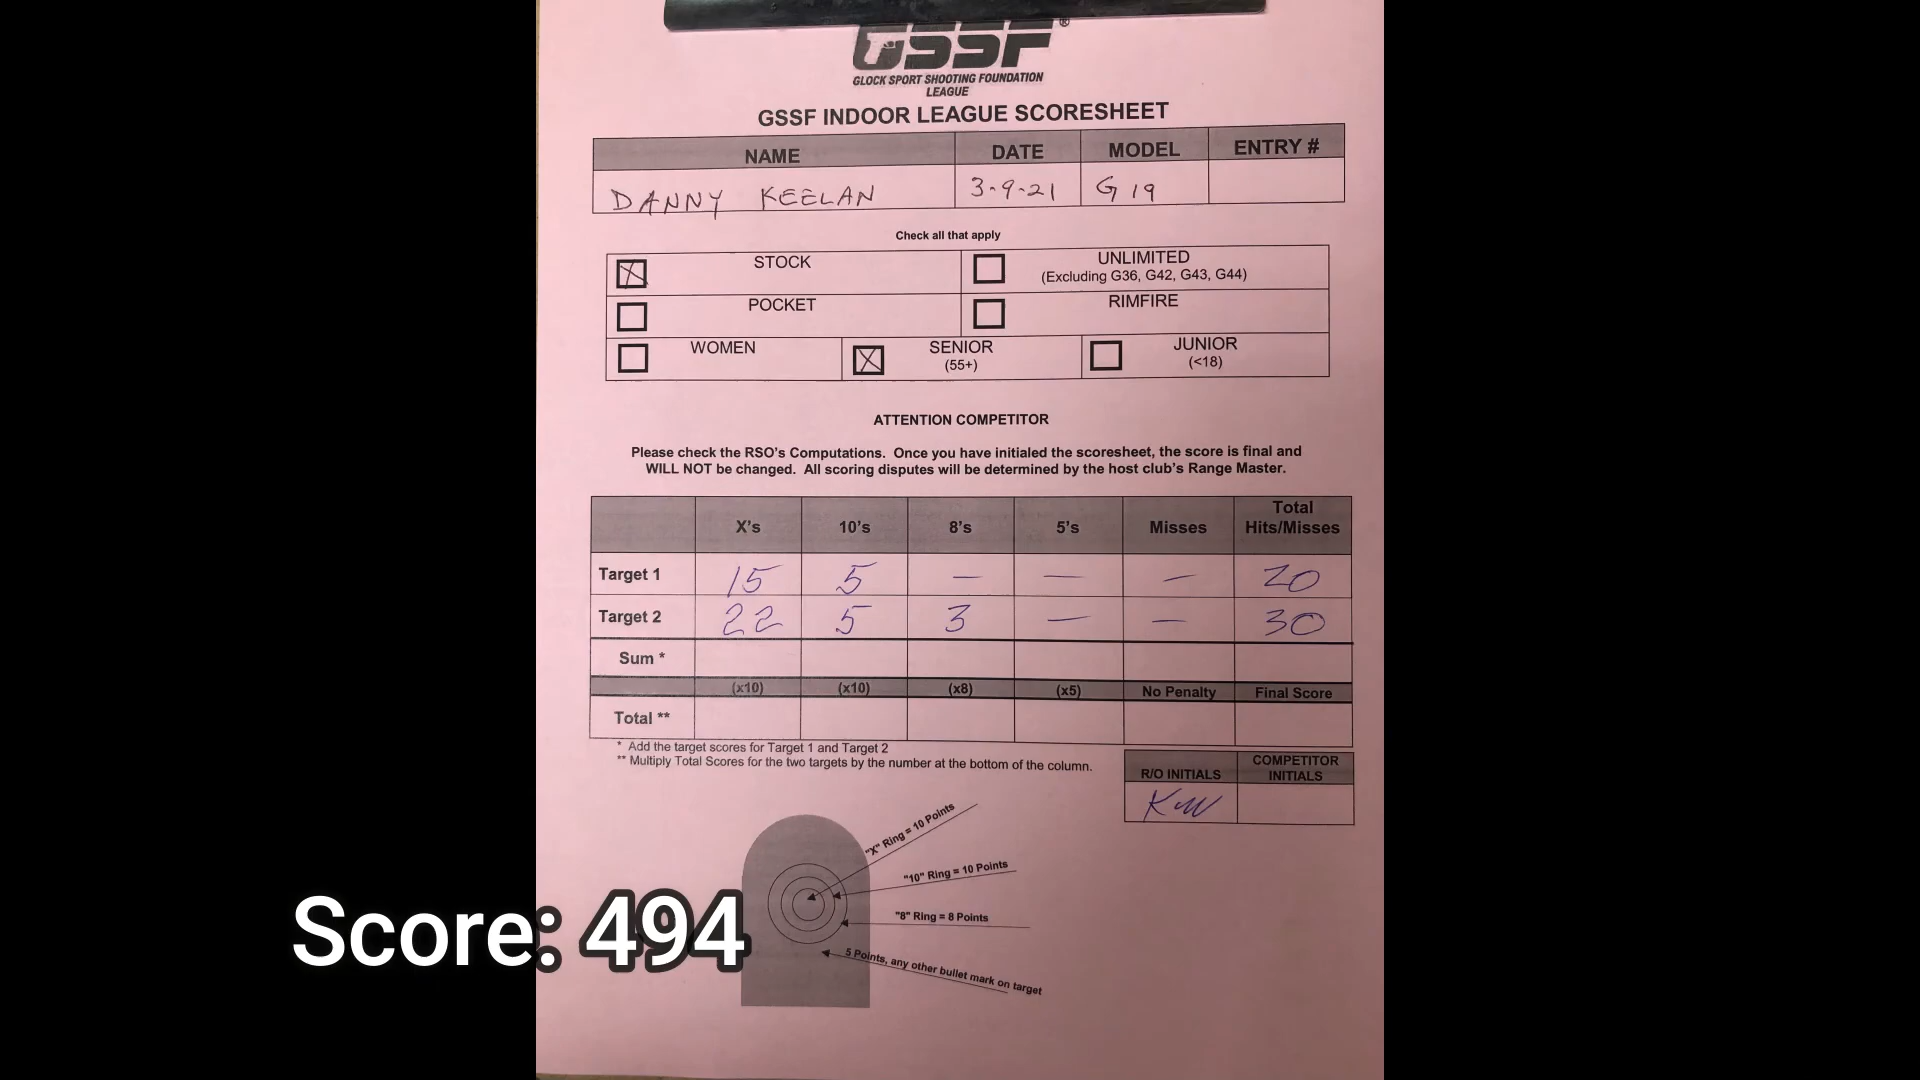 GSSF®
GLOCK SPORT SHOOTING FOUNDATION
LEAGUE
GSSF INDOOR LEAGUE SCORESHEET
NAME DATE MODEL ENTRY #
DANNY KEELAN 3-9-21 G19
Check all that apply
STOCK UNLIMITED
(Excluding G36, G42, G43, G44)
POCKET RIMFIRE
WOMEN SENIOR JUNIOR
(55+) (<18)
ATTENTION COMPETITOR
Please check the RSO's Computations. Once you have initialed the scoresheet, the score is final and
WILL NOT be changed. All scoring disputes will be determined by the host club's Range Master.
X's 10's 8's 5's Misses Total
Hits/Misses
Target 1 15 5 — — — 20
Target 2 22 5 3 — — 30
Sum *
(x10) (x10) (x8) (x5) No Penalty Final Score
Total **
* Add the target scores for Target 1 and Target 2
** Multiply Total Scores for the two targets by the number at the bottom of the column.
R/O INITIALS COMPETITOR
INITIALS
KW
"X" Ring = 10 Points
"10" Ring = 10 Points
"8" Ring = 8 Points
5 Points, any other bullet mark on target
Score: 494